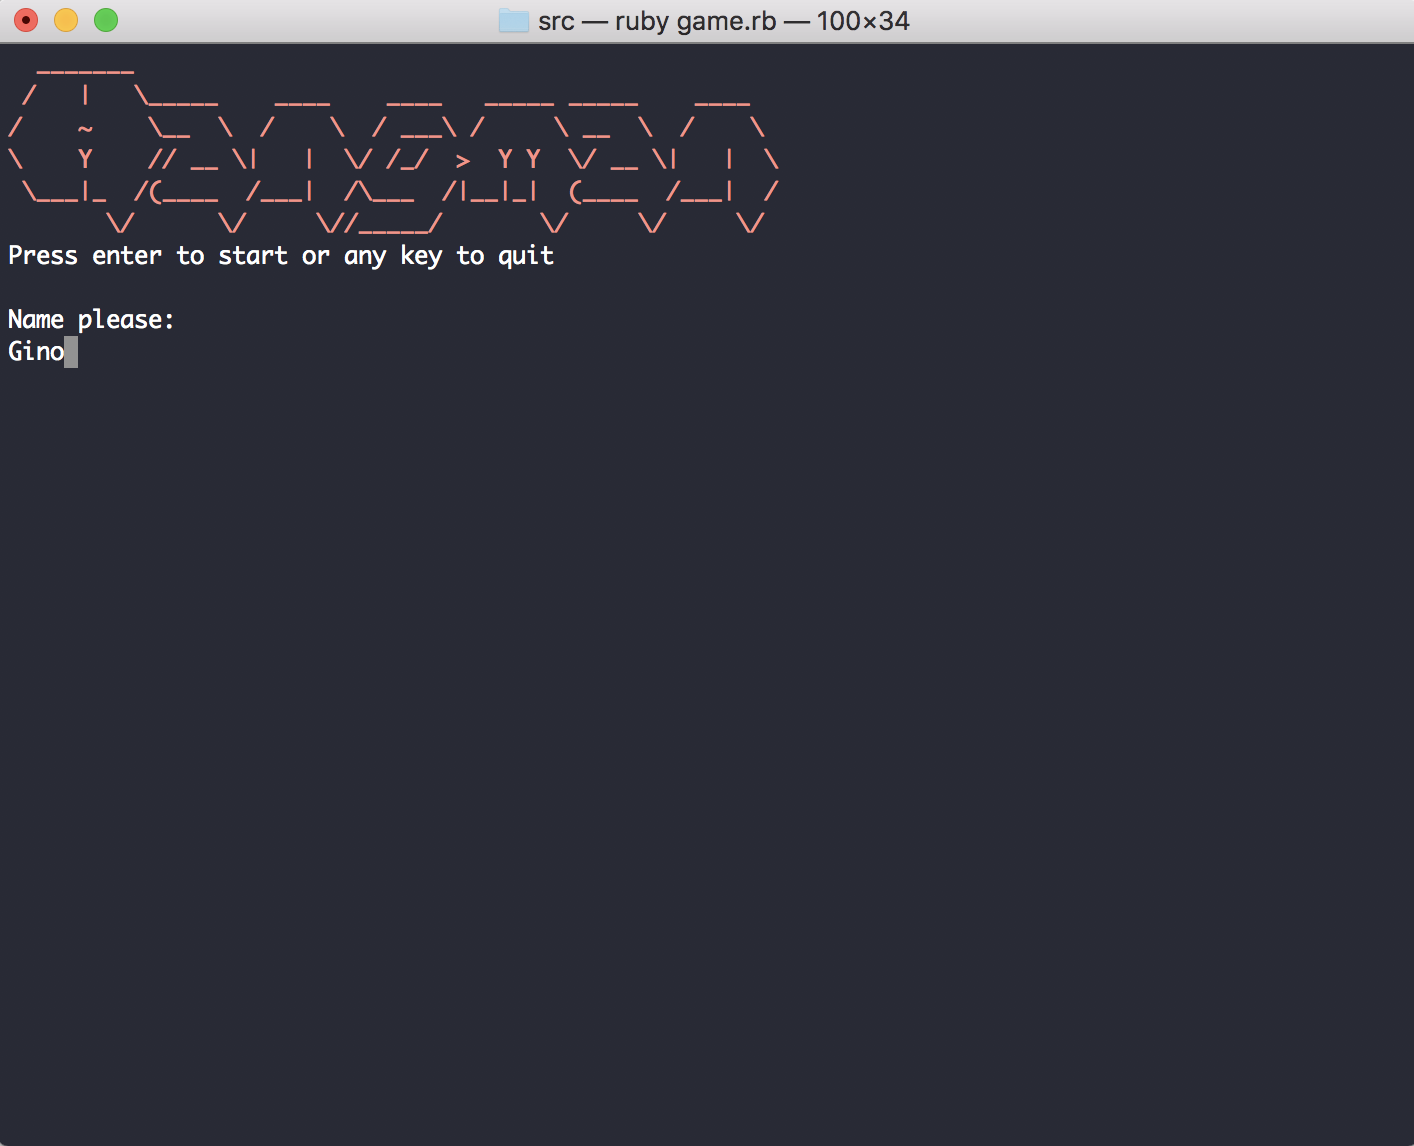 src — ruby game.rb — 100×34
  _______
 /   |   \_____    ____    ____   _____ _____    ____
/    ~    \__  \  /    \  / ___\ /     \ __  \  /    \
\    Y    // __ \|   |  \/ /_/  >  Y Y  \/ __ \|   |  \
 \___|_  /(____  /___|  /\___  /|__|_|  (____  /___|  /
       \/      \/     \//_____/       \/     \/     \/
Press enter to start or any key to quit
Name please:
Gino